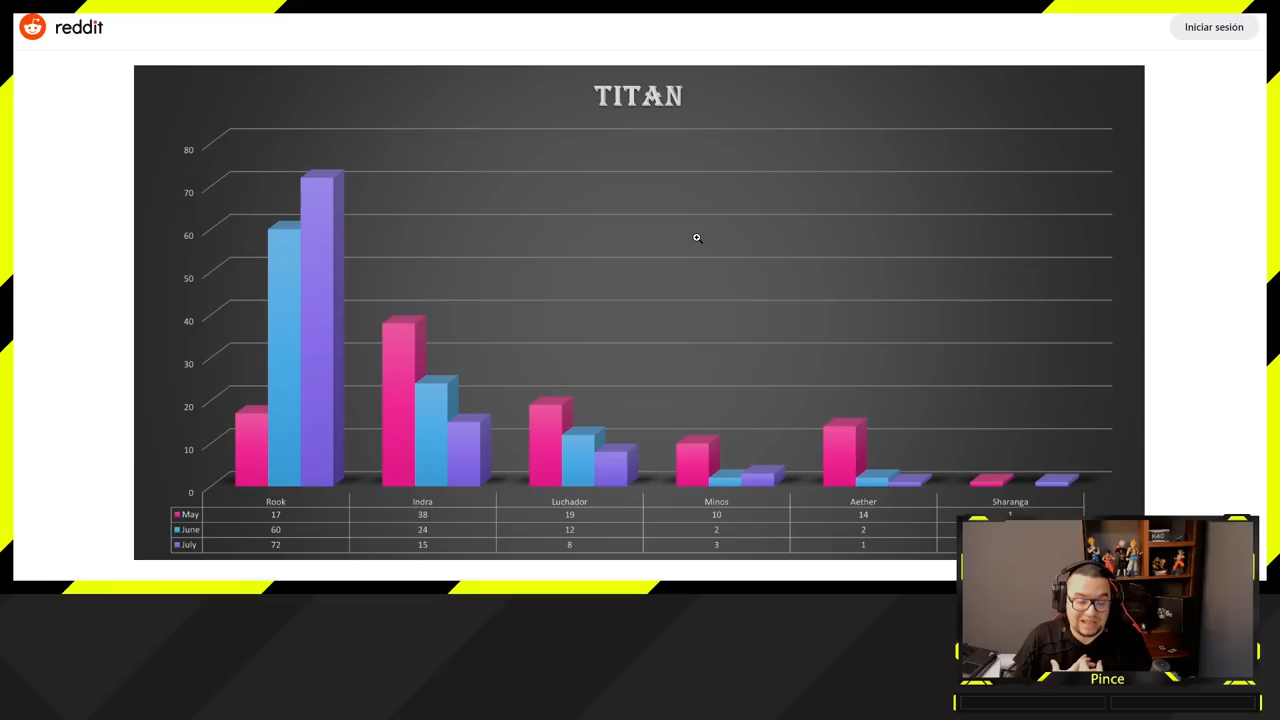 reddit
Iniciar sesión
TITAN
80
70
60
50
40
30
20
10
0
Rook Indra Luchador Minos Aether Sharanga
May 17 38 19 10 14 1
June 60 24 12 2 2
July 72 15 8 3 1
K40
Pince